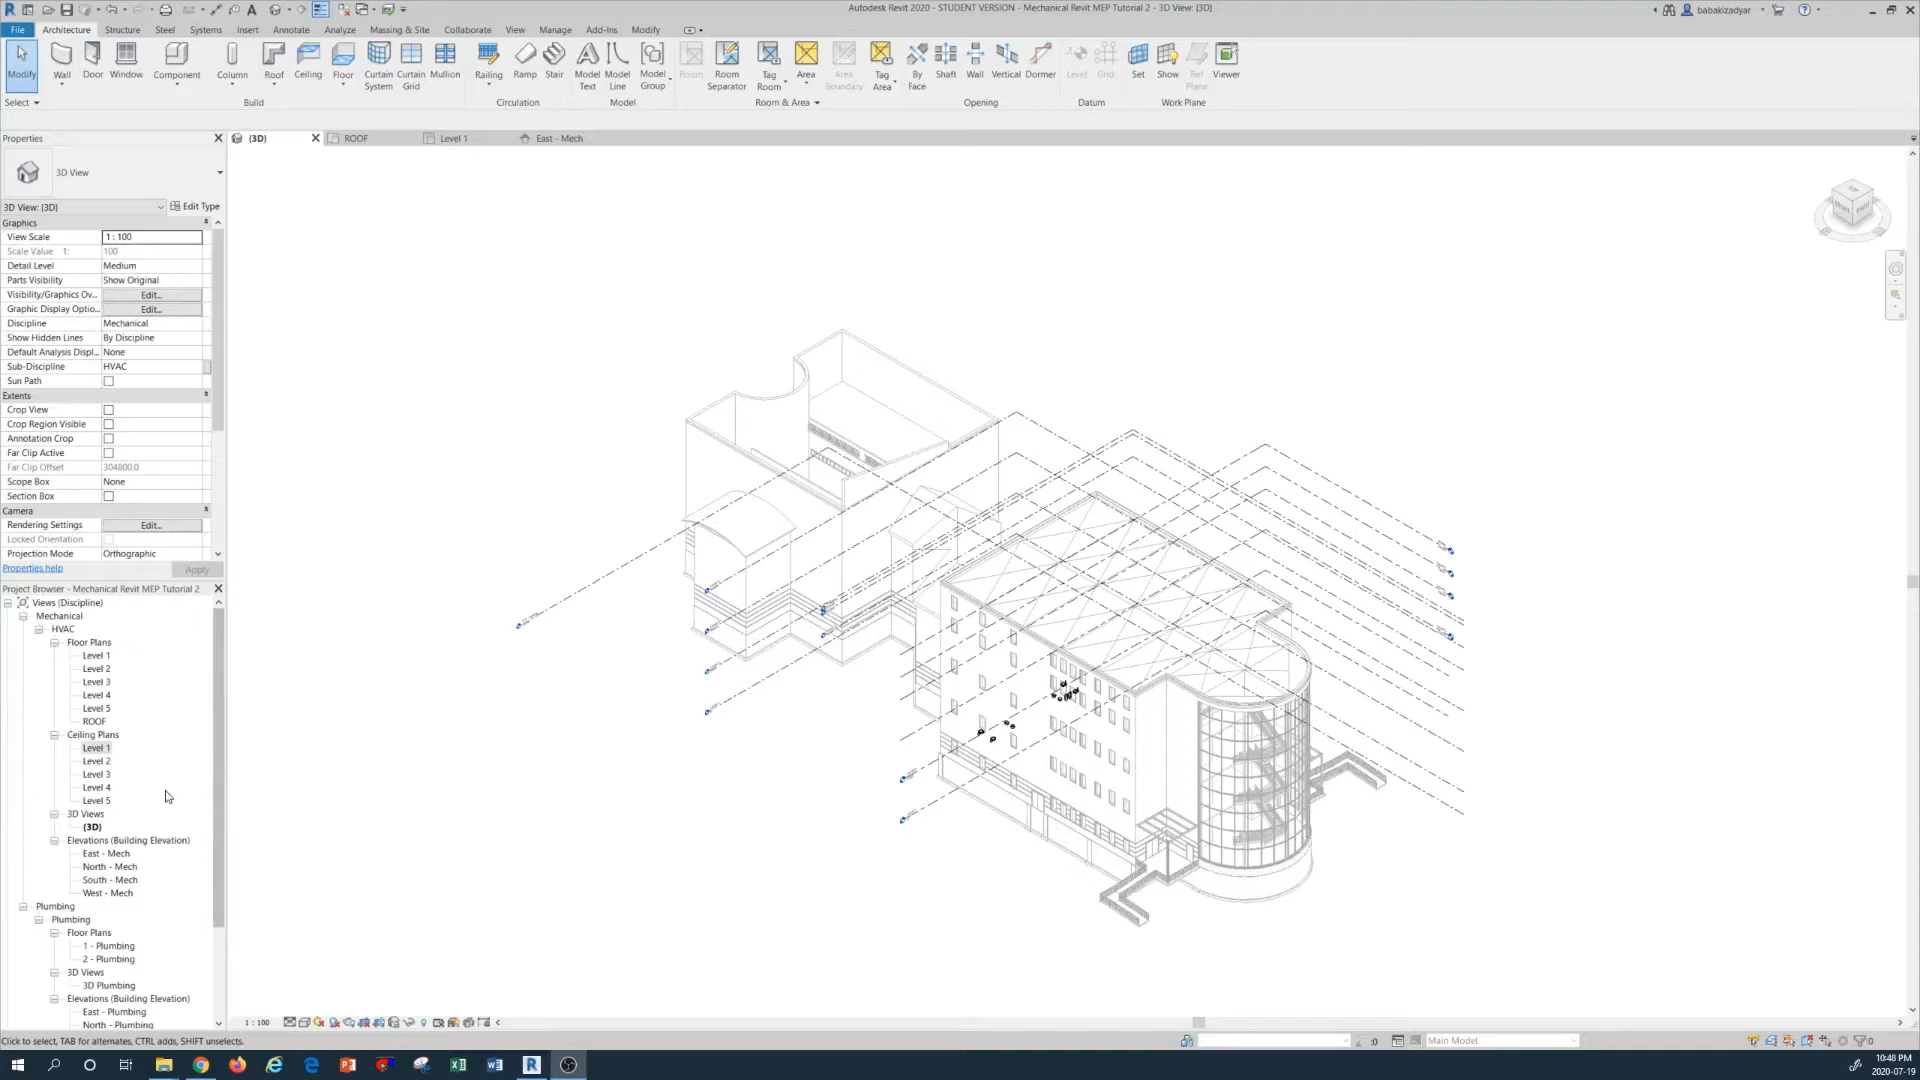 Autodesk Revit 2020 - STUDENT VERSION - Mechanical Revit MEP Tutorial 2 - 3D View: {3D}
babakizadyar
File Architecture Structure Steel Systems Insert Annotate Analyze Massing & Site Collaborate View Manage Add-Ins Modify
Modify Wall Door Window Component Column Roof Ceiling Floor Curtain System Curtain Grid Mullion Railing Ramp Stair Model Text Model Line Model Group Room Room Separator Tag Room Area Area Boundary Tag Area By Face Shaft Wall Vertical Dormer Level Grid Set Show Ref Plane Viewer
Select Build Circulation Model Room & Area Opening Datum Work Plane
Properties
{3D} ROOF Level 1 East - Mech
3D View
3D View: {3D} Edit Type
Graphics
View Scale 1 : 100
Scale Value 1: 100
Detail Level Medium
Parts Visibility Show Original
Visibility/Graphics Ov... Edit...
Graphic Display Optio... Edit...
Discipline Mechanical
Show Hidden Lines By Discipline
Default Analysis Displ... None
Sub-Discipline HVAC
Sun Path
Extents
Crop View
Crop Region Visible
Annotation Crop
Far Clip Active
Far Clip Offset 304800.0
Scope Box None
Section Box
Camera
Rendering Settings Edit...
Locked Orientation
Projection Mode Orthographic
Properties help Apply
Project Browser - Mechanical Revit MEP Tutorial 2
Views (Discipline)
Mechanical
HVAC
Floor Plans
Level 1
Level 2
Level 3
Level 4
Level 5
ROOF
Ceiling Plans
Level 1
Level 2
Level 3
Level 4
Level 5
3D Views
{3D}
Elevations (Building Elevation)
East - Mech
North - Mech
South - Mech
West - Mech
Plumbing
Plumbing
Floor Plans
1 - Plumbing
2 - Plumbing
3D Views
3D Plumbing
Elevations (Building Elevation)
East - Plumbing
North - Plumbing
1 : 100
Click to select, TAB for alternates, CTRL adds, SHIFT unselects.
:0 Main Model :0
10:48 PM
2020-07-19